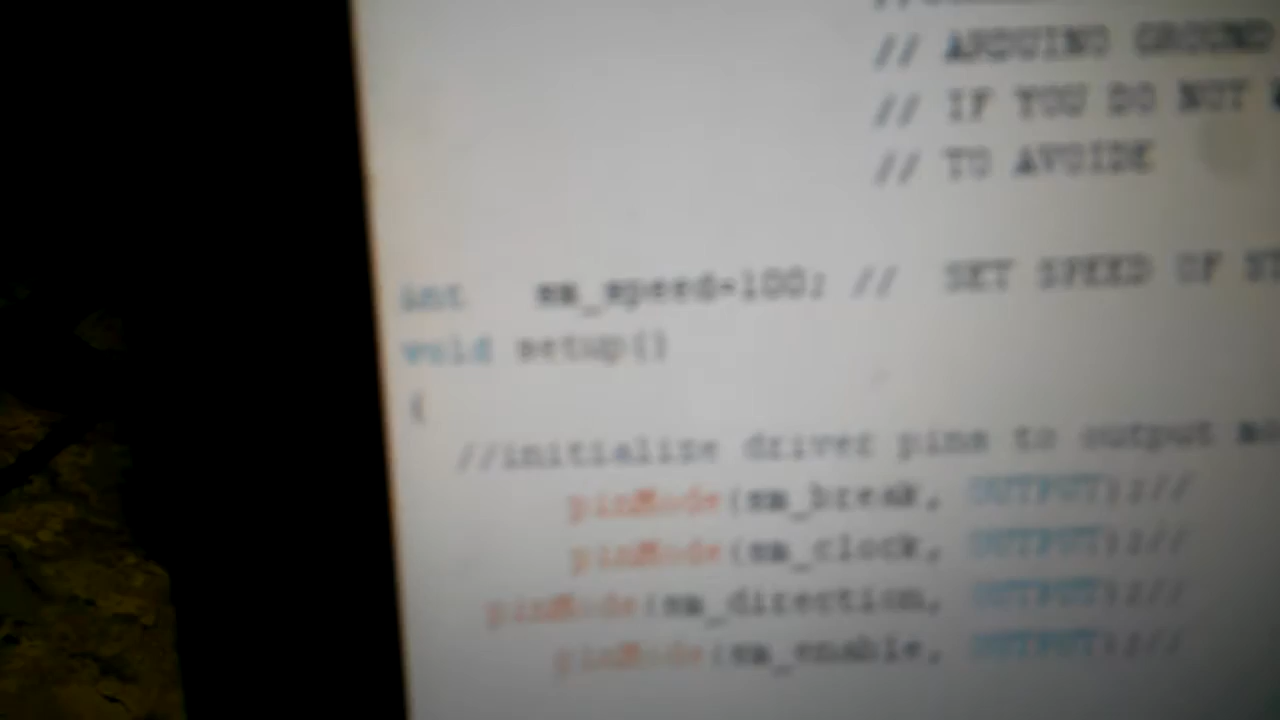 // ARDUINO GROUND
// IF YOU DO NOT
// TO AVOIDE
int sm_speed=100; // SET SPEED OF
void setup()
{
//initialize driver pins to output
pinMode(sm_break, OUTPUT);//
pinMode(sm_clock, OUTPUT);//
pinMode(sm_direction, OUTPUT);//
pinMode(sm_enable, OUTPUT);//